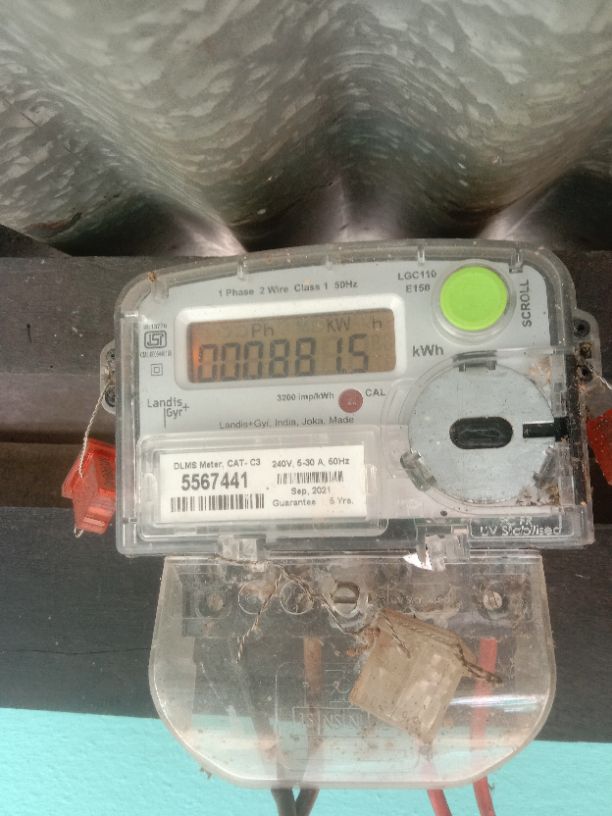 LGC110
E150
1 Phase 2 Wire Class 1 50Hz
SCROLL
Ph kW h
000881.5
kWh
3200 imp/kWh CAL
Landis+
Gyr
Landis+Gyr, India, Joka, Made
DLMS Meter, CAT- C3 240V, 5-30 A, 50Hz
5567441
Sep, 2021
Guarantee 5 Yrs.